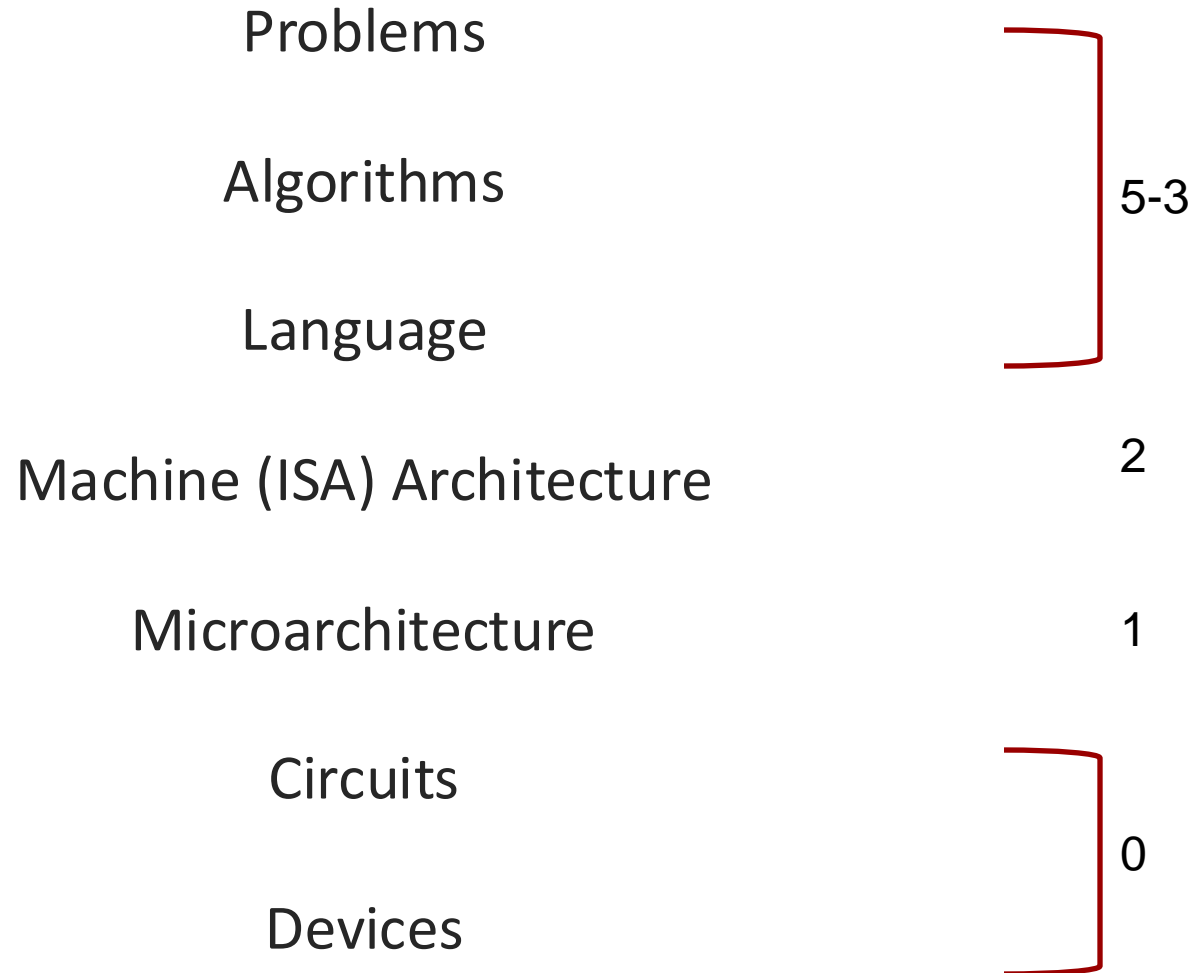 Problems
Algorithms
5-3
Language
Machine (ISA) Architecture
2
Microarchitecture
1
Circuits
0
Devices